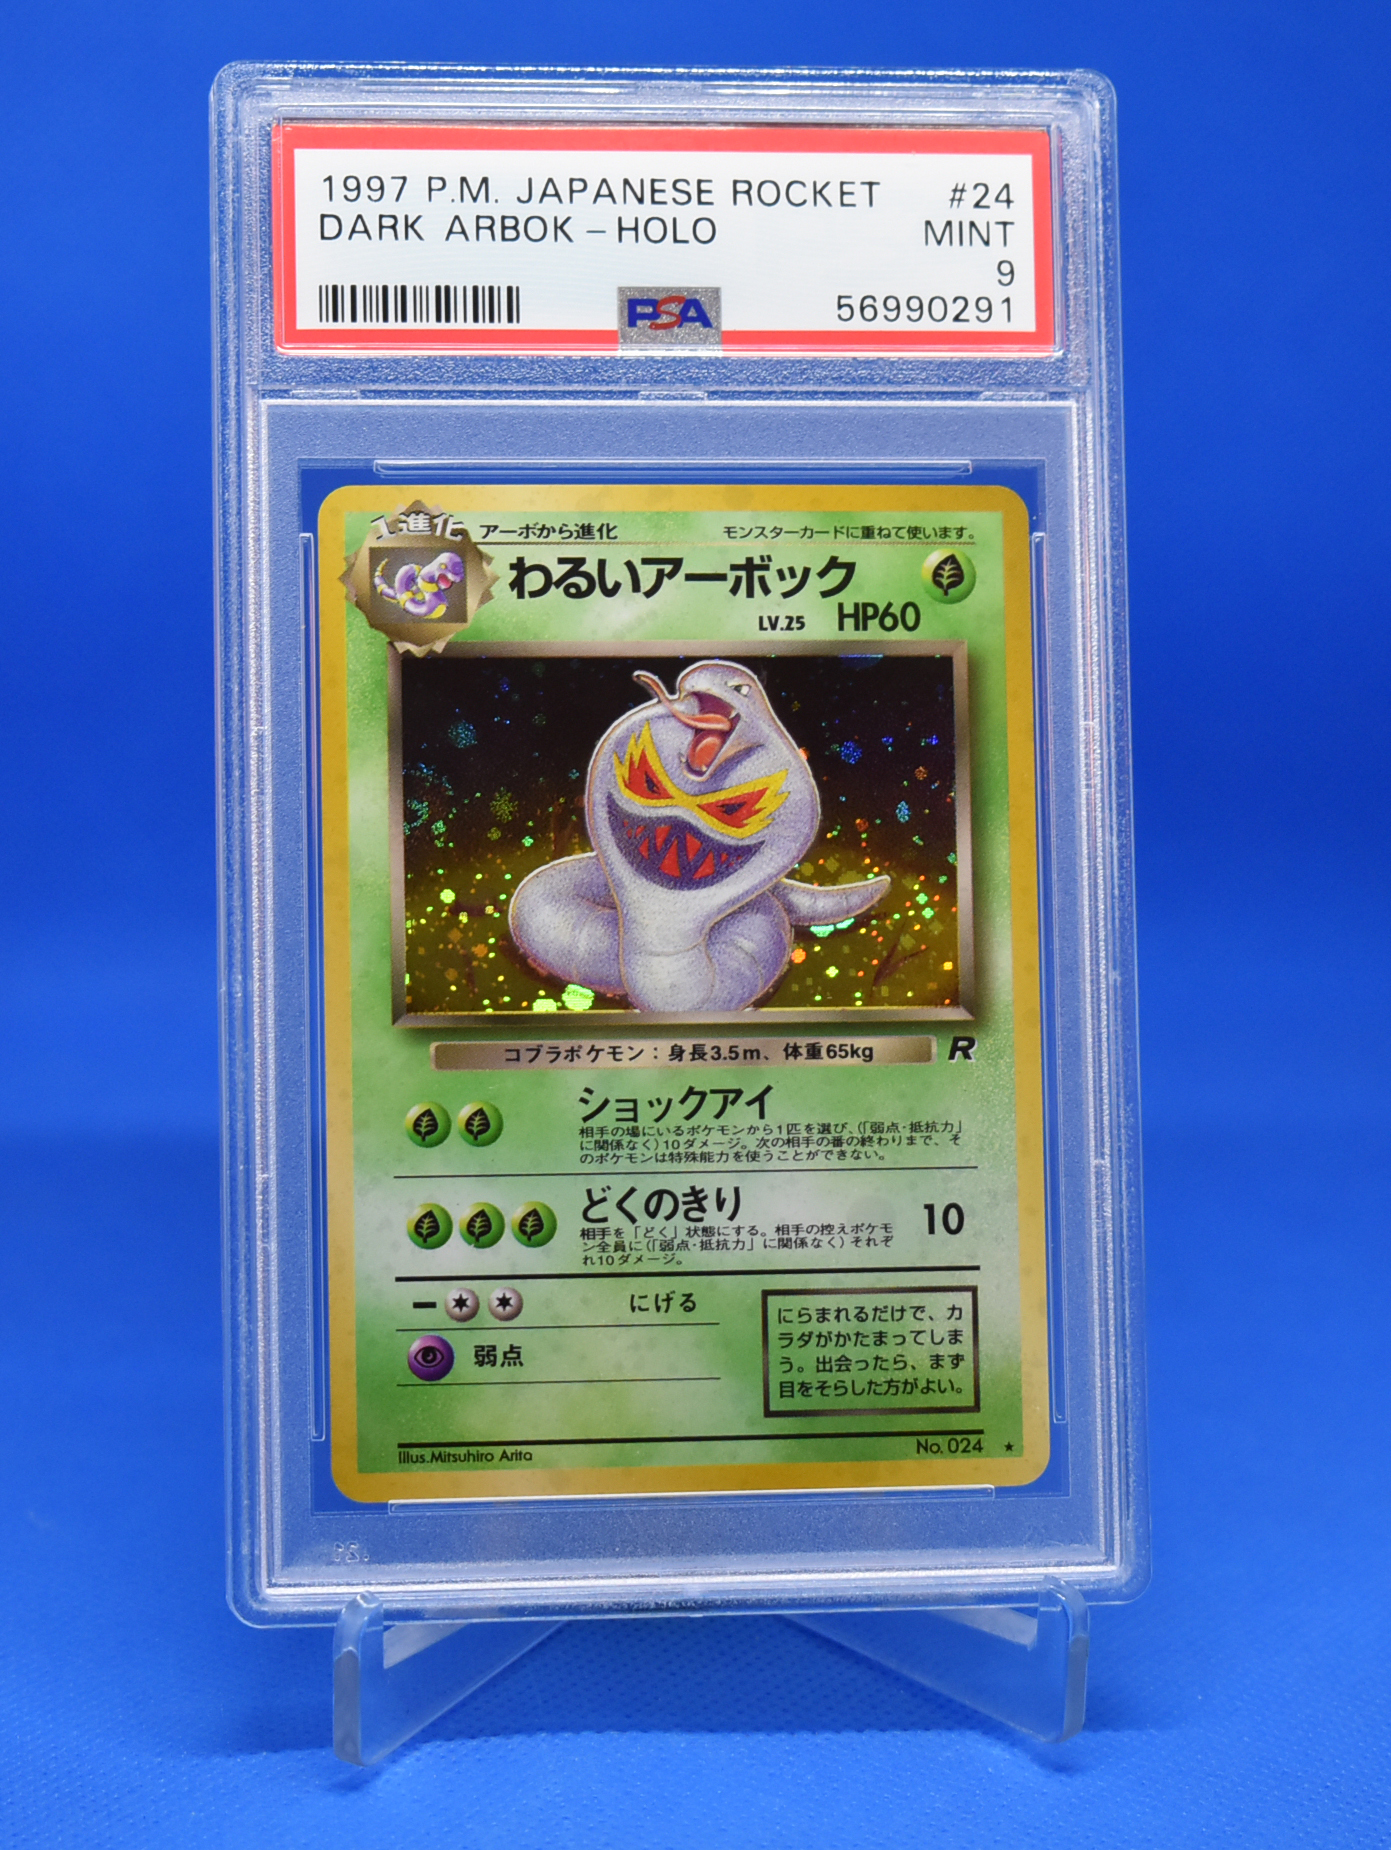 1997 P.M. JAPANESE ROCKET #24
DARK ARBOK - HOLO MINT
9
PSA 56990291
1進化 アーボから進化 モンスターカードに重ねて使います。
わるいアーボック
LV.25 HP60
コブラポケモン:身長3.5m、体重65kg R
ショックアイ
相手の場にいるポケモンから1匹を選び、(「弱点・抵抗力」
に関係なく)10ダメージ。次の相手の番の終わりまで、そ
のポケモンは特殊能力を使うことができない。
どくのきり 10
相手を「どく」状態にする。相手の控えポケモ
ン全員に(「弱点・抵抗力」に関係なく)それぞ
れ10ダメージ。
にげる
弱点
にらまれるだけで、カ
ラダがかたまってしま
う。出会ったら、まず
目をそらした方がよい。
Illus.Mitsuhiro Arita No.024 ★